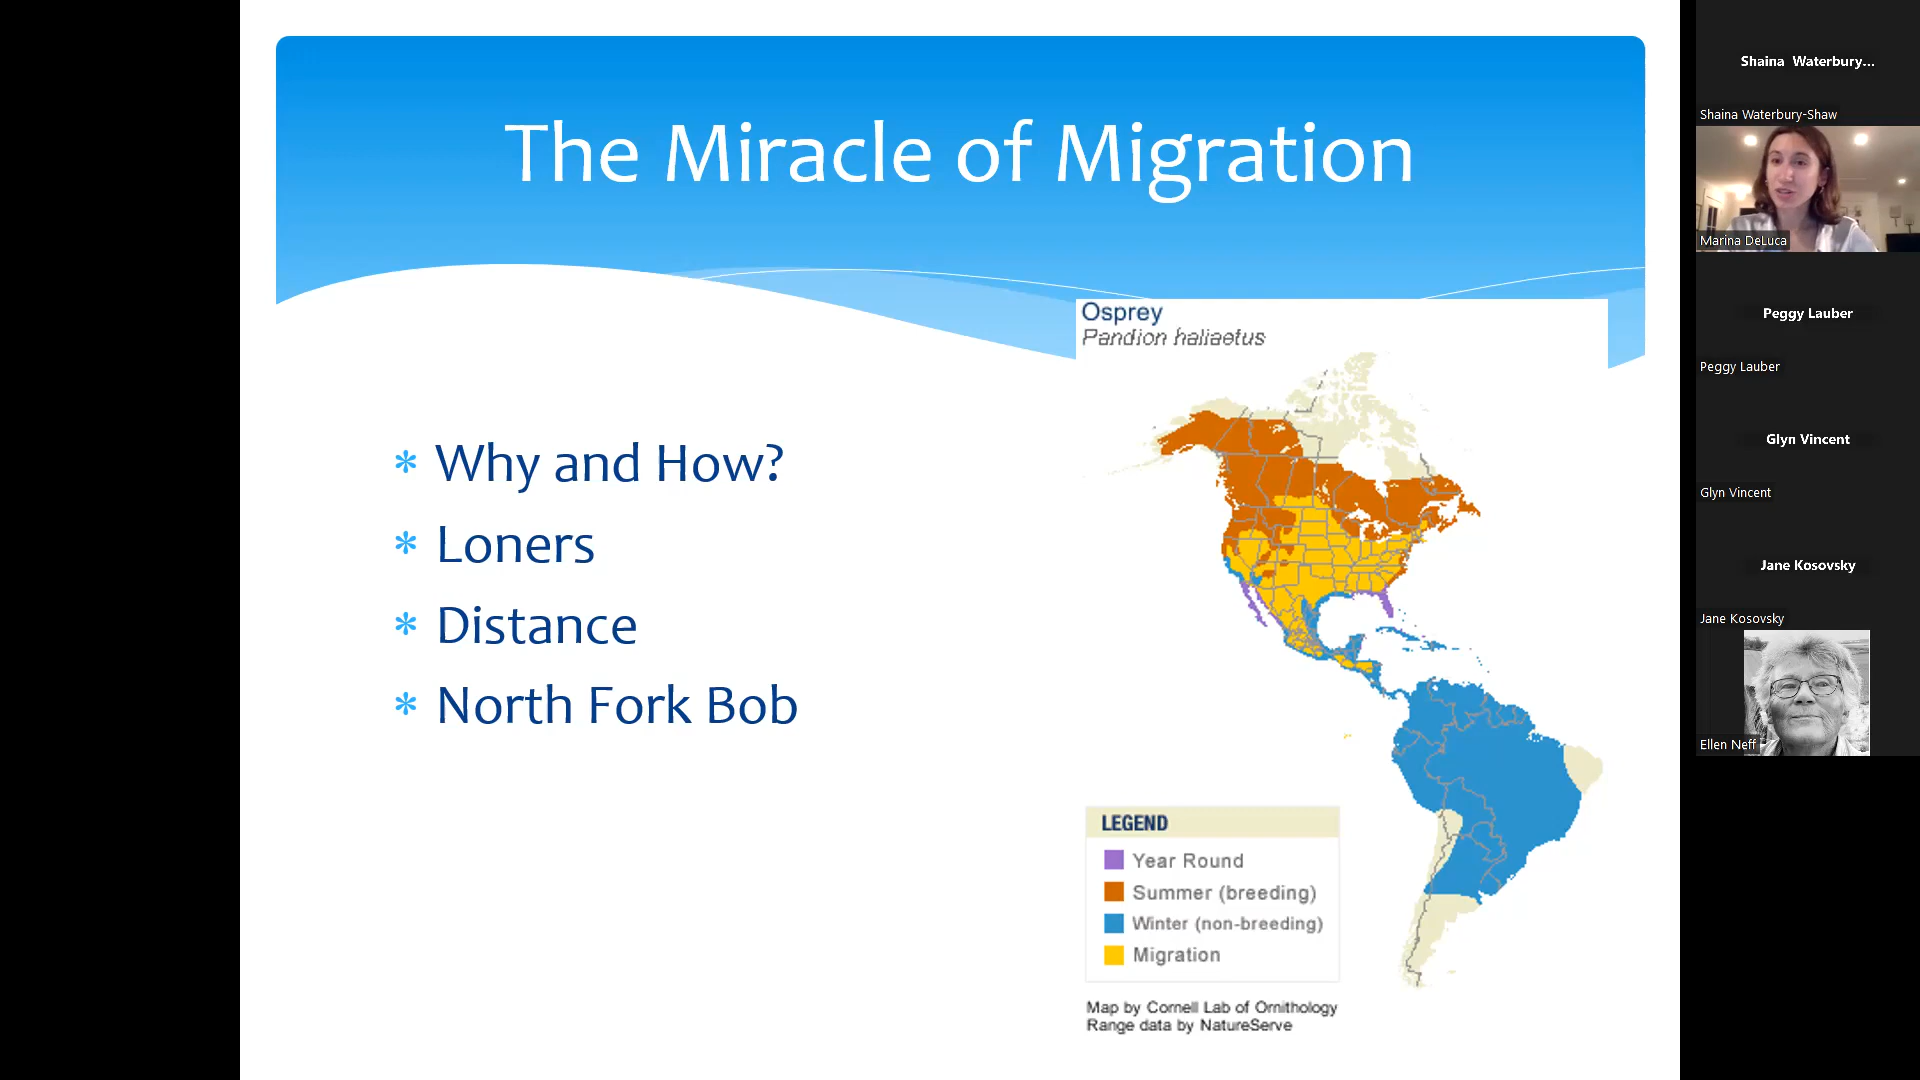 The Miracle of Migration
* Why and How?
* Loners
* Distance
* North Fork Bob
Osprey
Pandion haliaetus
LEGEND
Year Round
Summer (breeding)
Winter (non-breeding)
Migration
Map by Cornell Lab of Ornithology
Range data by NatureServe
Shaina Waterbury...
Shaina Waterbury-Shaw
Marina DeLuca
Peggy Lauber
Peggy Lauber
Glyn Vincent
Glyn Vincent
Jane Kosovsky
Jane Kosovsky
Ellen Neff